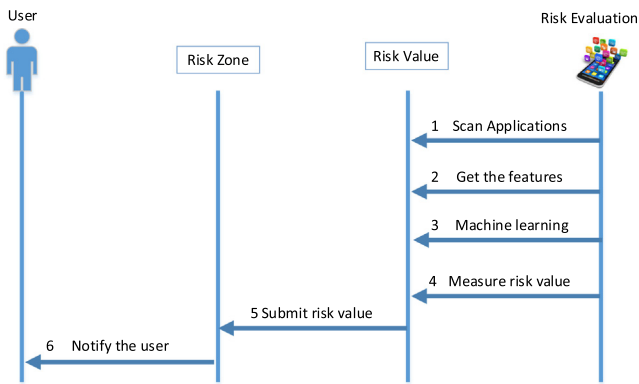 User
Risk Evaluation
Risk Zone
Risk Value
1 Scan Applications
2 Get the features
3 Machine learning
4 Measure risk value
5 Submit risk value
6 Notify the user